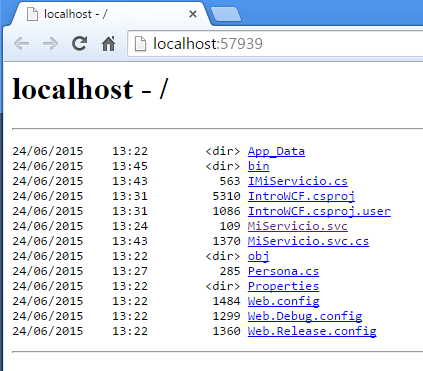 localhost - /
localhost:57939
localhost - /
24/06/2015 13:22 <dir> App_Data
24/06/2015 13:45 <dir> bin
24/06/2015 13:43 563 IMiServicio.cs
24/06/2015 13:31 5310 IntroWCF.csproj
24/06/2015 13:31 1086 IntroWCF.csproj.user
24/06/2015 13:24 109 MiServicio.svc
24/06/2015 13:43 1370 MiServicio.svc.cs
24/06/2015 13:22 <dir> obj
24/06/2015 13:27 285 Persona.cs
24/06/2015 13:22 <dir> Properties
24/06/2015 13:22 1484 Web.config
24/06/2015 13:22 1299 Web.Debug.config
24/06/2015 13:22 1360 Web.Release.config